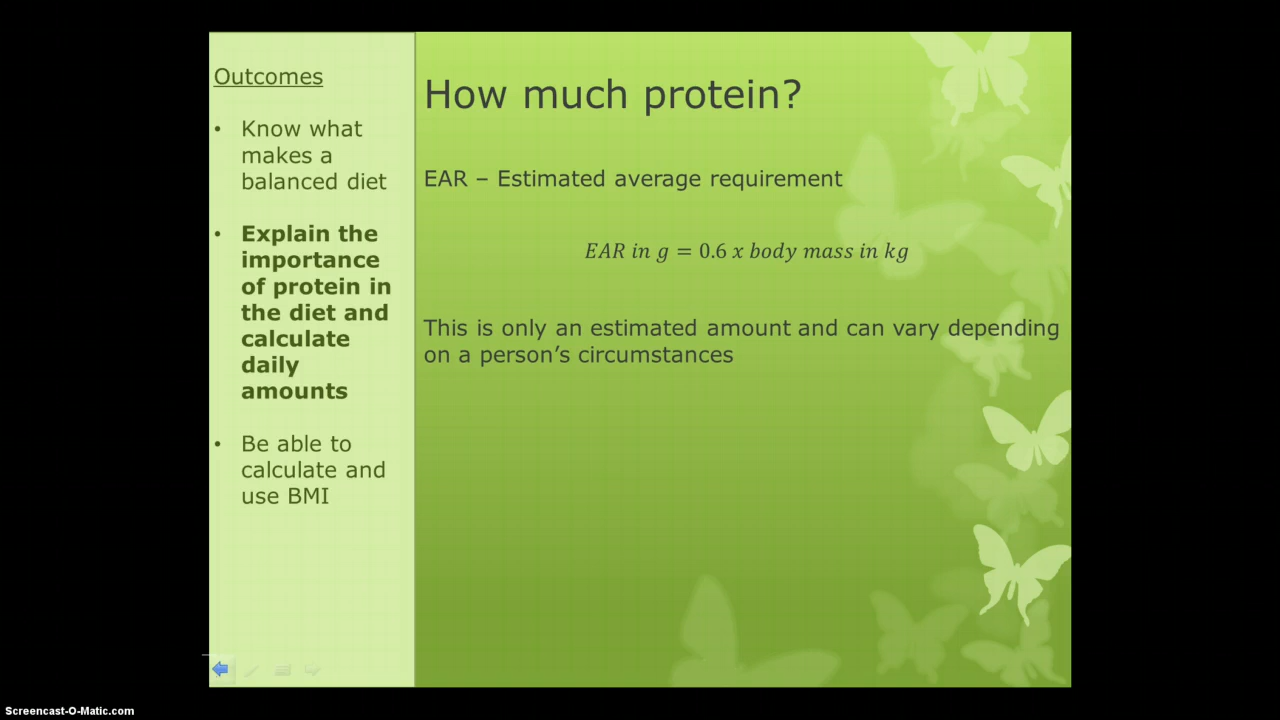 Outcomes
• Know what
makes a
balanced diet
• Explain the
importance
of protein in
the diet and
calculate
daily
amounts
• Be able to
calculate and
use BMI
How much protein?
EAR – Estimated average requirement
EAR in g = 0.6 x body mass in kg
This is only an estimated amount and can vary depending
on a person’s circumstances
Screencast-O-Matic.com